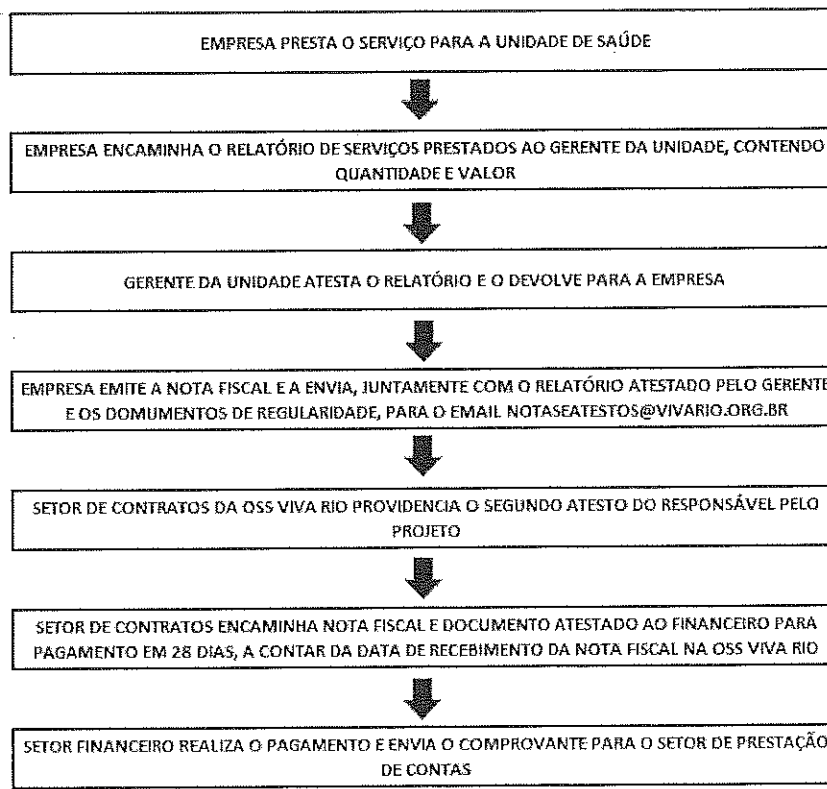 EMPRESA PRESTA O SERVIÇO PARA A UNIDADE DE SAÚDE
EMPRESA ENCAMINHA O RELATÓRIO DE SERVIÇOS PRESTADOS AO GERENTE DA UNIDADE, CONTENDO
QUANTIDADE E VALOR
GERENTE DA UNIDADE ATESTA O RELATÓRIO E O DEVOLVE PARA A EMPRESA
EMPRESA EMITE A NOTA FISCAL E A ENVIA, JUNTAMENTE COM O RELATÓRIO ATESTADO PELO GERENTE
E OS DOMUMENTOS DE REGULARIDADE, PARA O EMAIL NOTASEATESTOS@VIVARIO.ORG.BR
SETOR DE CONTRATOS DA OSS VIVA RIO PROVIDENCIA O SEGUNDO ATESTO DO RESPONSÁVEL PELO
PROJETO
SETOR DE CONTRATOS ENCAMINHA NOTA FISCAL E DOCUMENTO ATESTADO AO FINANCEIRO PARA
PAGAMENTO EM 28 DIAS, A CONTAR DA DATA DE RECEBIMENTO DA NOTA FISCAL NA OSS VIVA RIO
SETOR FINANCEIRO REALIZA O PAGAMENTO E ENVIA O COMPROVANTE PARA O SETOR DE PRESTAÇÃO
DE CONTAS